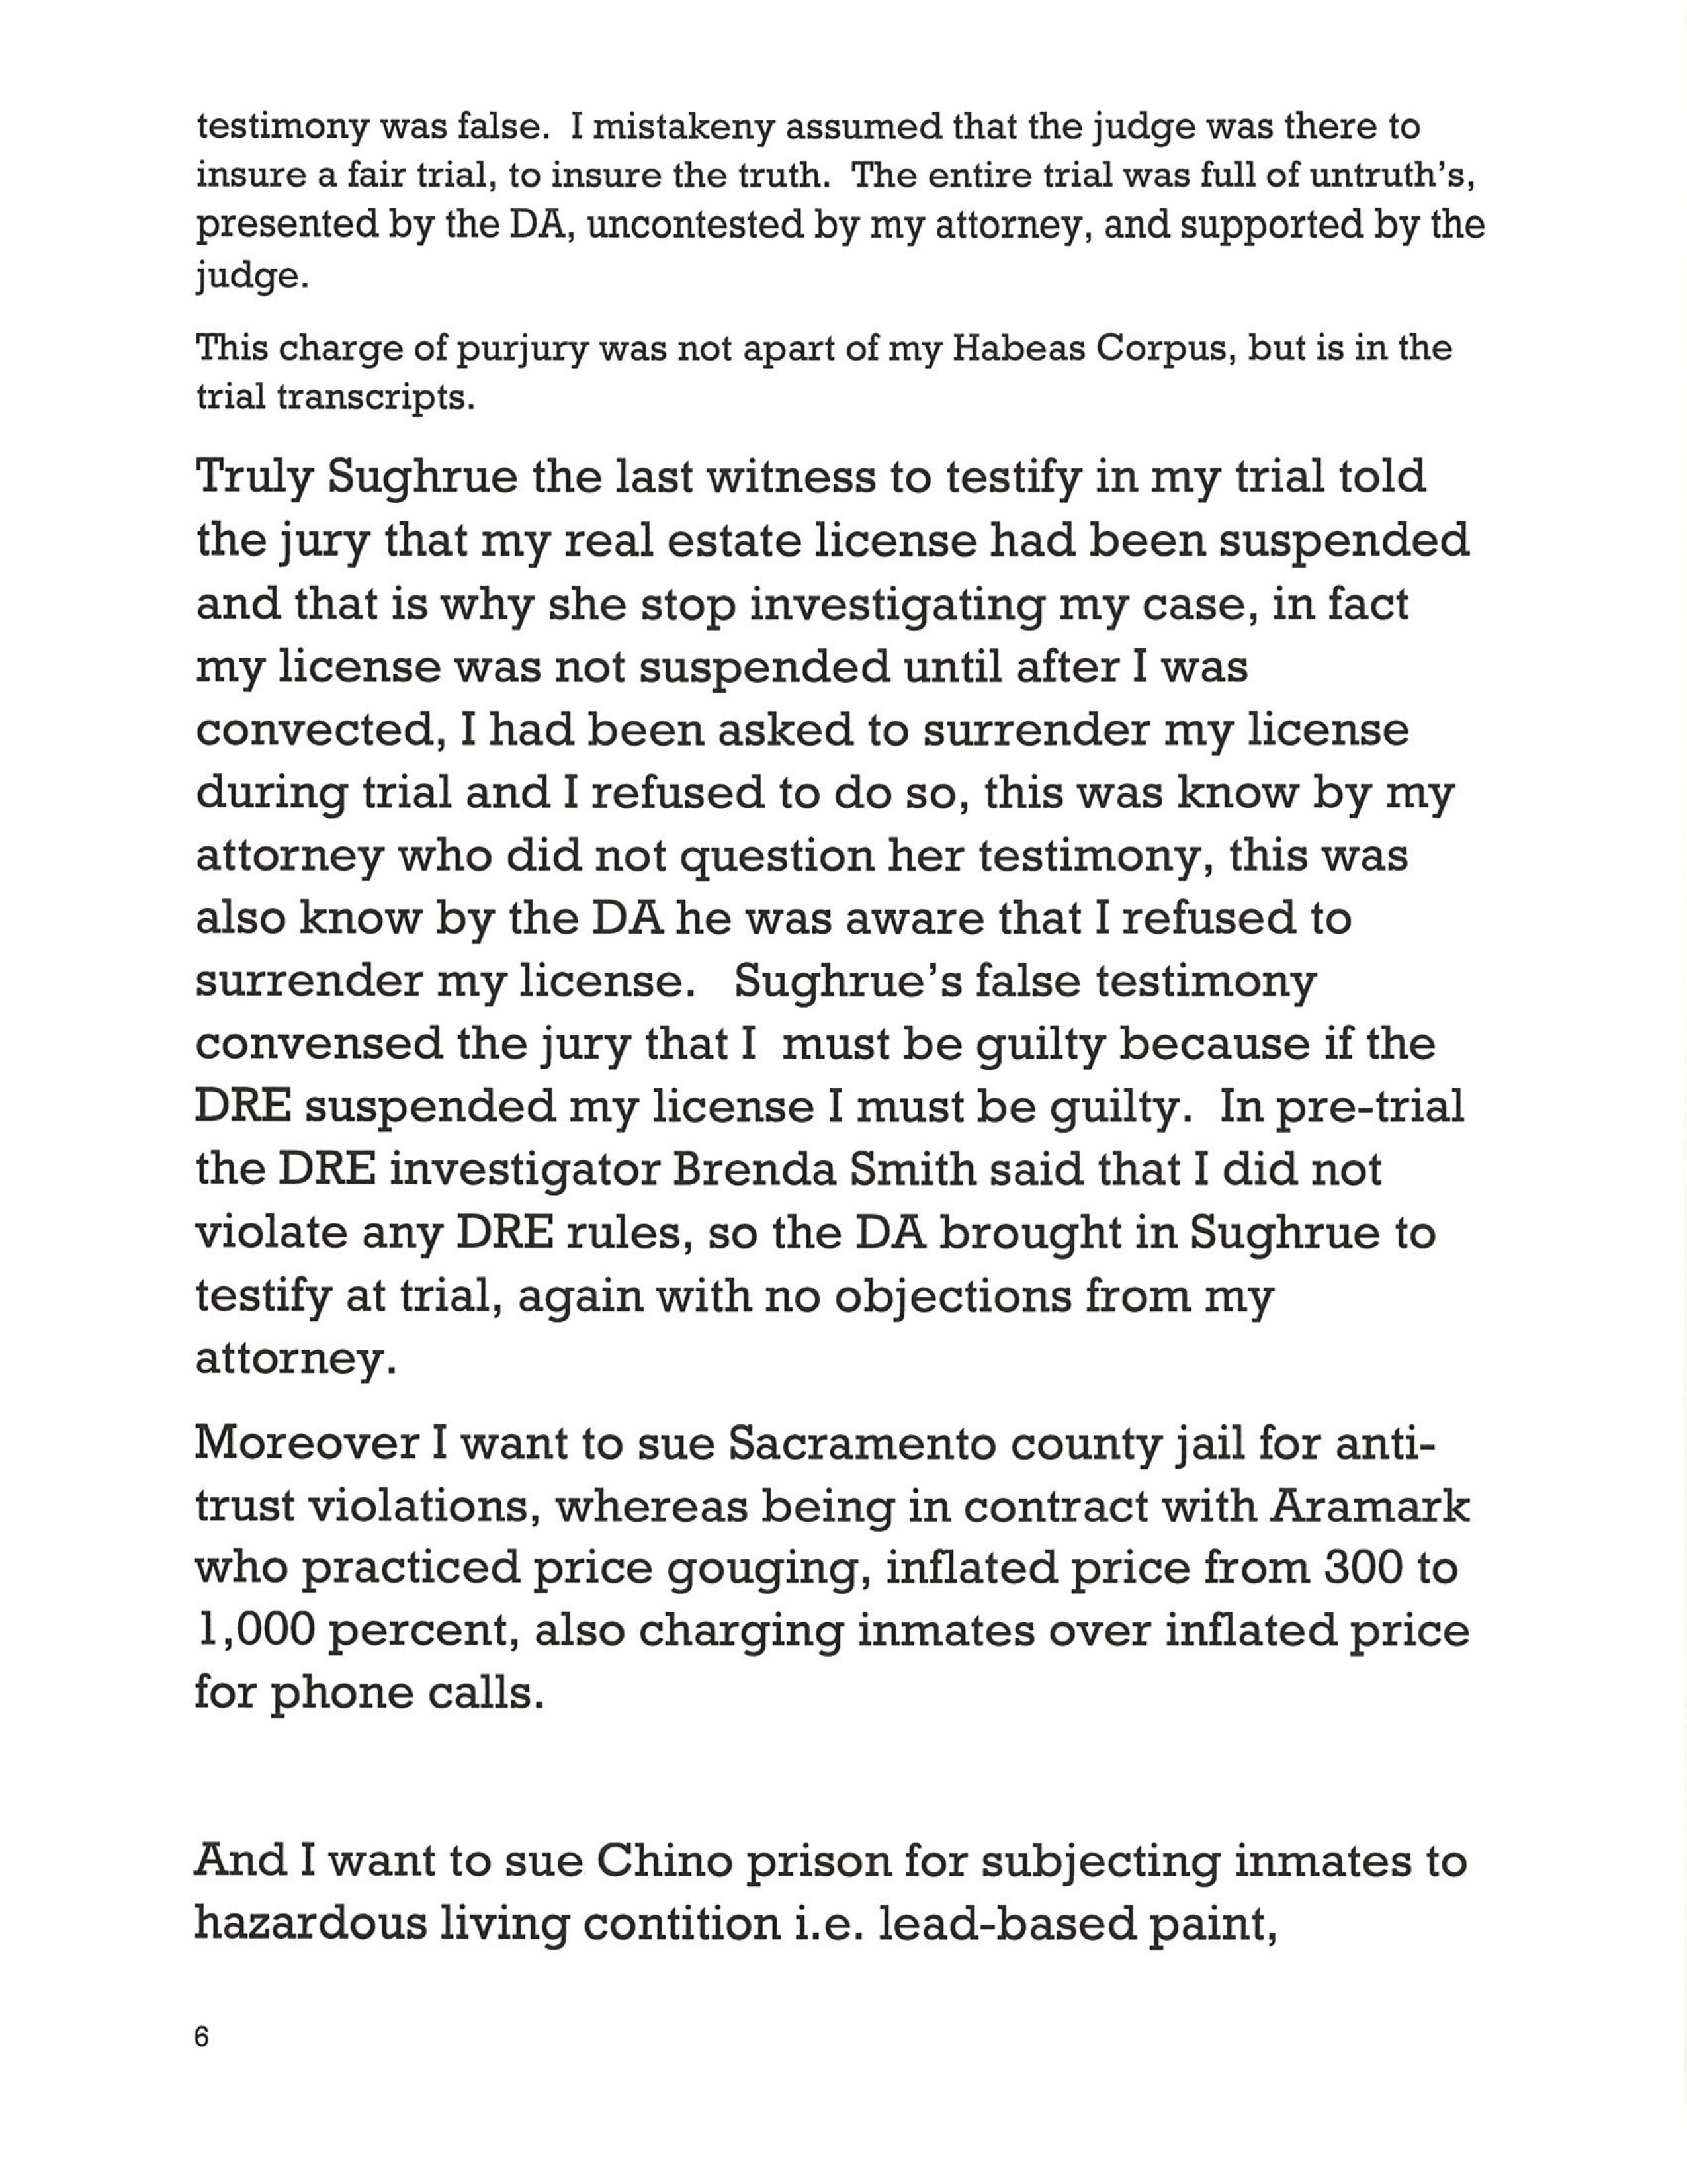 testimony was false.  I mistakeny assumed that the judge was there to
insure a fair trial, to insure the truth.  The entire trial was full of untruth's,
presented by the DA, uncontested by my attorney, and supported by the
judge.
This charge of purjury was not apart of my Habeas Corpus, but is in the
trial transcripts.
Truly Sughrue the last witness to testify in my trial told
the jury that my real estate license had been suspended
and that is why she stop investigating my case, in fact
my license was not suspended until after I was
convected, I had been asked to surrender my license
during trial and I refused to do so, this was know by my
attorney who did not question her testimony, this was
also know by the DA he was aware that I refused to
surrender my license.   Sughrue's false testimony
convensed the jury that I  must be guilty because if the
DRE suspended my license I must be guilty.  In pre-trial
the DRE investigator Brenda Smith said that I did not
violate any DRE rules, so the DA brought in Sughrue to
testify at trial, again with no objections from my
attorney.
Moreover I want to sue Sacramento county jail for anti-
trust violations, whereas being in contract with Aramark
who practiced price gouging, inflated price from 300 to
1,000 percent, also charging inmates over inflated price
for phone calls.
And I want to sue Chino prison for subjecting inmates to
hazardous living contition i.e. lead-based paint,
6